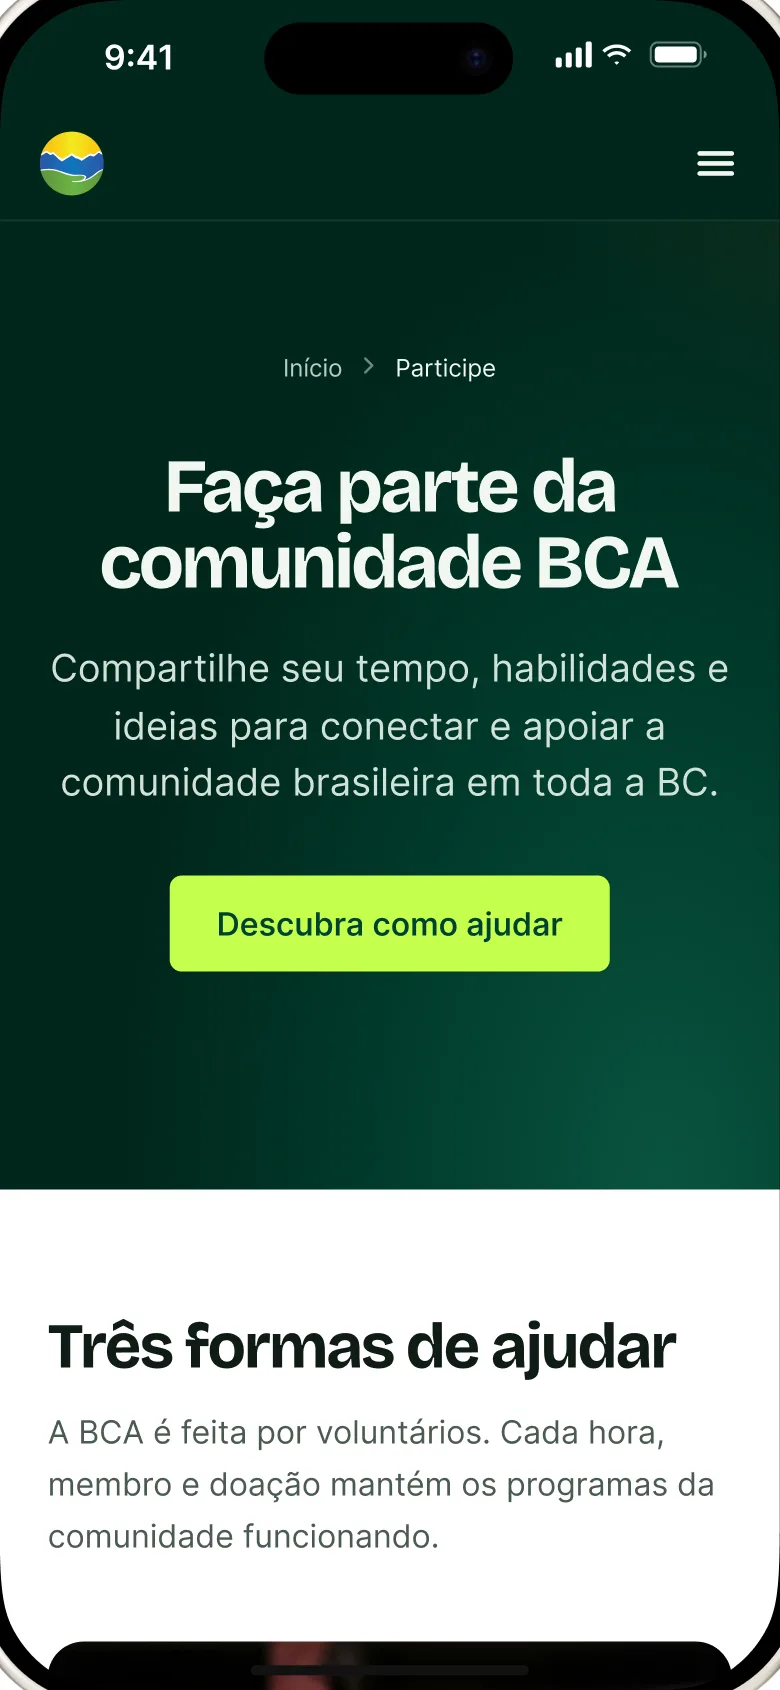 9:41
Início > Participe
Faça parte da
comunidade BCA
Compartilhe seu tempo, habilidades e
ideias para conectar e apoiar a
comunidade brasileira em toda a BC.
Descubra como ajudar
Três formas de ajudar
A BCA é feita por voluntários. Cada hora,
membro e doação mantém os programas da
comunidade funcionando.